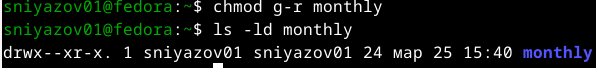 sniyazov01@fedora:~$ chmod g-r monthly
sniyazov01@fedora:~$ ls -ld monthly
drwx--xr-x. 1 sniyazov01 sniyazov01 24 мар 25 15:40 monthly